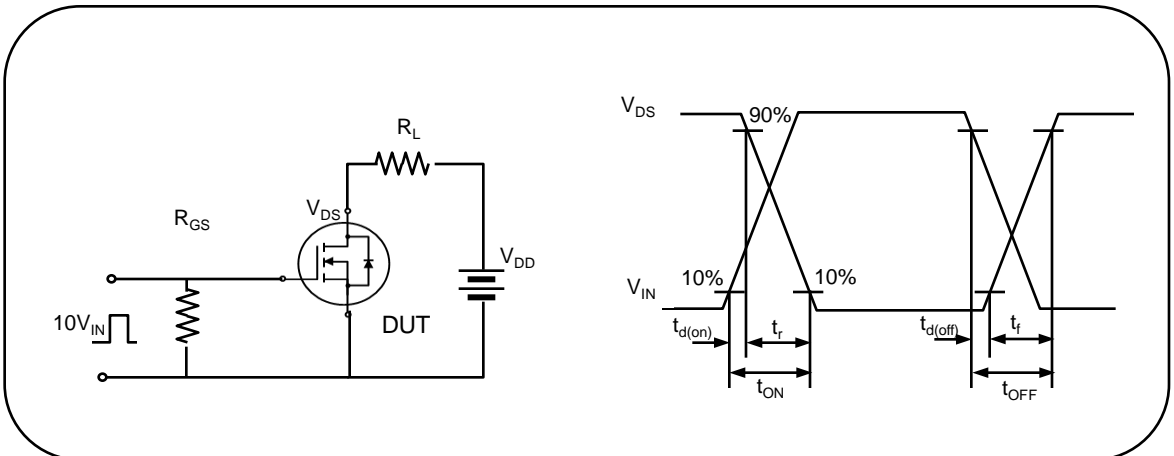 R_L
R_GS
V_DS
V_DD
10V_IN
DUT
V_DS
90%
V_IN
10%
10%
t_d(on)
t_r
t_d(off)
t_f
t_ON
t_OFF